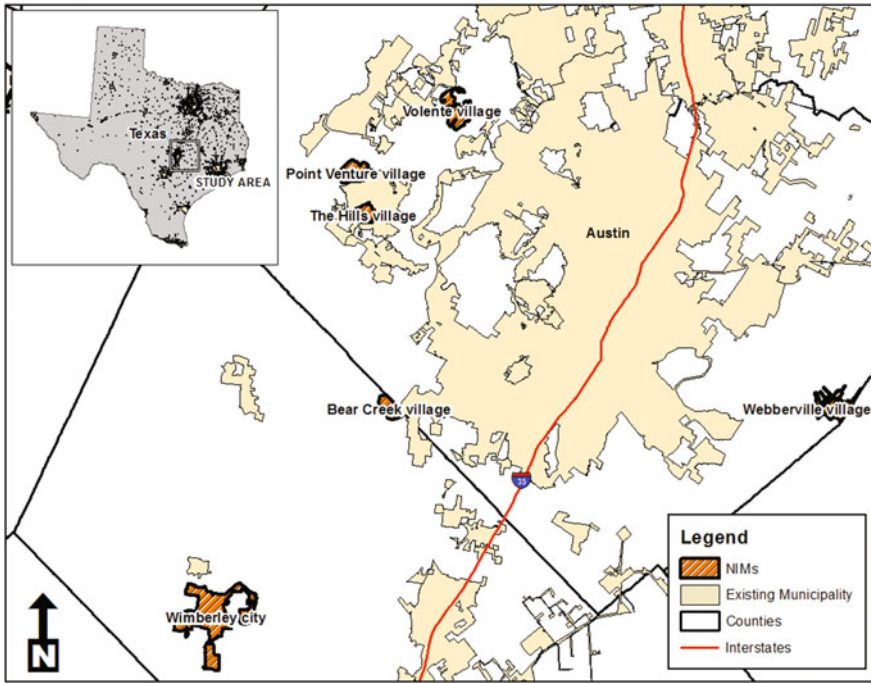 Texas
STUDY AREA
Volente village
Point Venture village
The Hills village
Austin
Bear Creek village
Webberville village
35
Wimberley city
N
Legend
NIMs
Existing Municipality
Counties
Interstates